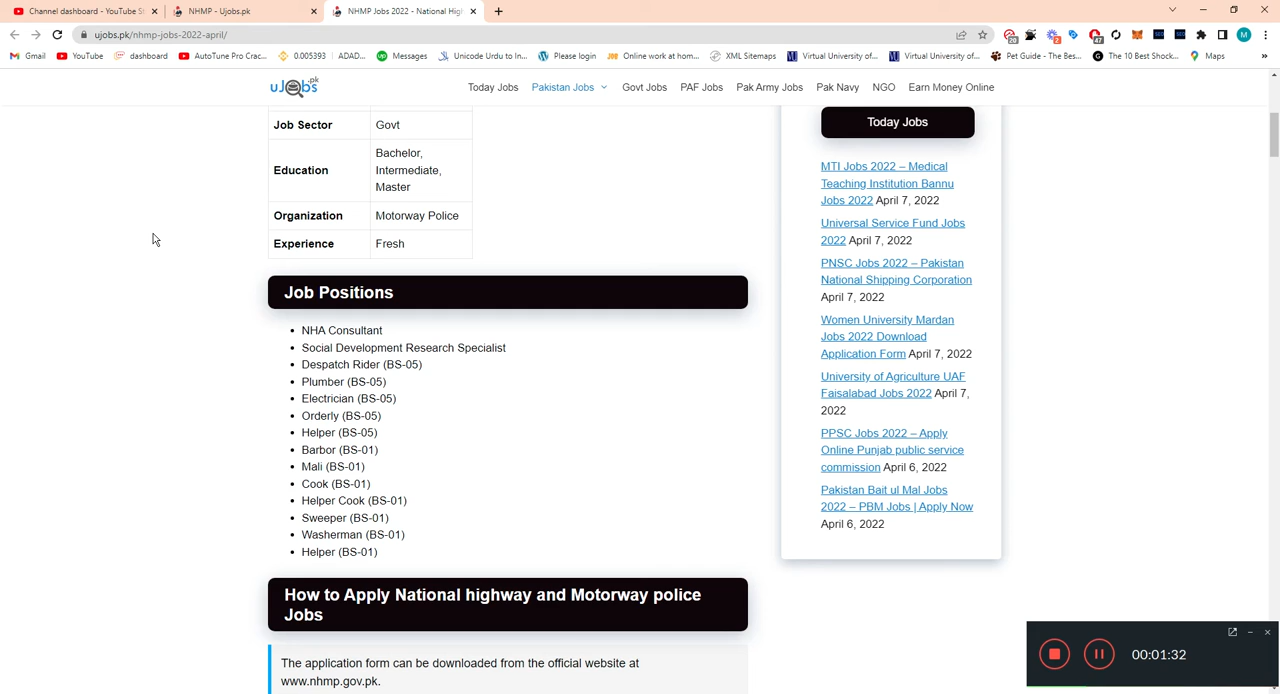 Channel dashboard - YouTube S
NHMP - Ujobs.pk
NHMP Jobs 2022 - National Hig
ujobs.pk/nhmp-jobs-2022-april/
Gmail
YouTube
dashboard
AutoTune Pro Crac...
0.005393 | ADAD...
Messages
Unicode Urdu to In...
Please login
Online work at hom...
XML Sitemaps
Virtual University of...
Virtual University of...
Pet Guide - The Bes...
The 10 Best Shock...
Maps
uJobs.pk
Today Jobs
Pakistan Jobs
Govt Jobs
PAF Jobs
Pak Army Jobs
Pak Navy
NGO
Earn Money Online
Job Sector Govt
Education Bachelor,
Intermediate,
Master
Organization Motorway Police
Experience Fresh
Job Positions
• NHA Consultant
• Social Development Research Specialist
• Despatch Rider (BS-05)
• Plumber (BS-05)
• Electrician (BS-05)
• Orderly (BS-05)
• Helper (BS-05)
• Barbor (BS-01)
• Mali (BS-01)
• Cook (BS-01)
• Helper Cook (BS-01)
• Sweeper (BS-01)
• Washerman (BS-01)
• Helper (BS-01)
How to Apply National highway and Motorway police
Jobs
The application form can be downloaded from the official website at
www.nhmp.gov.pk.
Today Jobs
MTI Jobs 2022 – Medical
Teaching Institution Bannu
Jobs 2022 April 7, 2022
Universal Service Fund Jobs
2022 April 7, 2022
PNSC Jobs 2022 – Pakistan
National Shipping Corporation
April 7, 2022
Women University Mardan
Jobs 2022 Download
Application Form April 7, 2022
University of Agriculture UAF
Faisalabad Jobs 2022 April 7,
2022
PPSC Jobs 2022 – Apply
Online Punjab public service
commission April 6, 2022
Pakistan Bait ul Mal Jobs
2022 – PBM Jobs | Apply Now
April 6, 2022
00:01:32